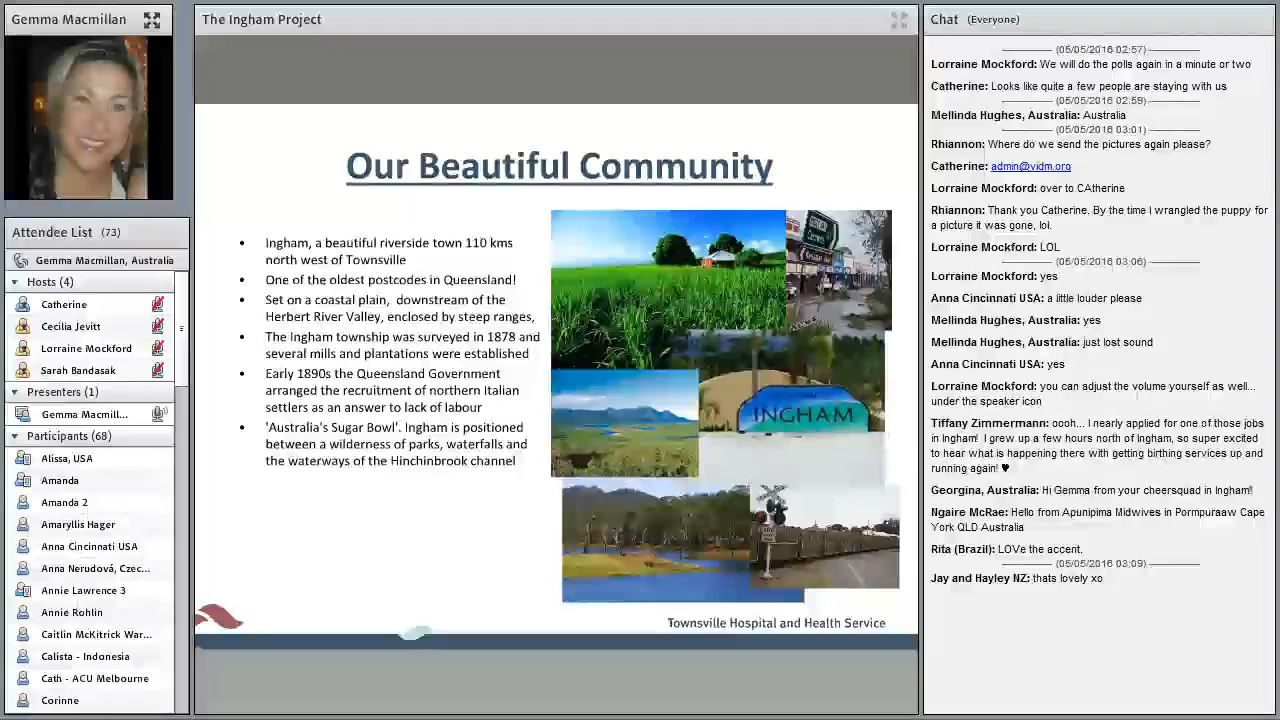 Gemma Macmillan
Attendee List (73)
Gemma Macmillan, Australia
Hosts (4)
Catherine
Cecilia Jevitt
Lorraine Mockford
Sarah Bandasak
Presenters (1)
Gemma Macmill...
Participants (68)
Alissa, USA
Amanda
Amanda 2
Amaryllis Hager
Anna Cincinnati USA
Anna Nerudová, Czec...
Annie Lawrence 3
Annie Rohlin
Caitlin McKitrick War...
Calista - Indonesia
Cath - ACU Melbourne
Corinne
The Ingham Project
Our Beautiful Community
• Ingham, a beautiful riverside town 110 kms
north west of Townsville
• One of the oldest postcodes in Queensland!
• Set on a coastal plain, downstream of the
Herbert River Valley, enclosed by steep ranges,
• The Ingham township was surveyed in 1878 and
several mills and plantations were established
• Early 1890s the Queensland Government
arranged the recruitment of northern Italian
settlers as an answer to lack of labour
• 'Australia's Sugar Bowl'. Ingham is positioned
between a wilderness of parks, waterfalls and
the waterways of the Hinchinbrook channel
INGHAM
Townsville Hospital and Health Service
Chat (Everyone)
(05/05/2016 02:57)
Lorraine Mockford: We will do the polls again in a minute or two
Catherine: Looks like quite a few people are staying with us
(05/05/2016 02:59)
Mellinda Hughes, Australia: Australia
(05/05/2016 03:01)
Rhiannon: Where do we send the pictures again please?
Catherine: admin@vidm.org
Lorraine Mockford: over to CAtherine
Rhiannon: Thank you Catherine. By the time I wrangled the puppy for
a picture it was gone, lol.
Lorraine Mockford: LOL
(05/05/2016 03:06)
Lorraine Mockford: yes
Anna Cincinnati USA: a little louder please
Mellinda Hughes, Australia: yes
Mellinda Hughes, Australia: just lost sound
Anna Cincinnati USA: yes
Lorraine Mockford: you can adjust the volume yourself as well...
under the speaker icon
Tiffany Zimmermann: oooh... I nearly applied for one of those jobs
in Ingham! I grew up a few hours north of Ingham, so super excited
to hear what is happening there with getting birthing services up and
running again! ♥
Georgina, Australia: Hi Gemma from your cheersquad in Ingham!!
Ngaire McRae: Hello from Apunipima Midwives in Pormpuraaw Cape
York QLD Australia
Rita (Brazil): LOVe the accent.
(05/05/2016 03:09)
Jay and Hayley NZ: thats lovely xo